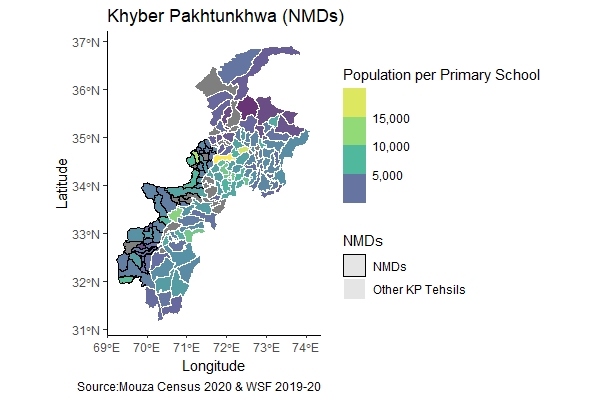 Khyber Pakhtunkhwa (NMDs)
37°N
36°N
35°N
34°N
33°N
32°N
31°N
Latitude
69°E 70°E 71°E 72°E 73°E 74°E
Longitude
Source:Mouza Census 2020 & WSF 2019-20
Population per Primary School
15,000
10,000
5,000
NMDs
NMDs
Other KP Tehsils